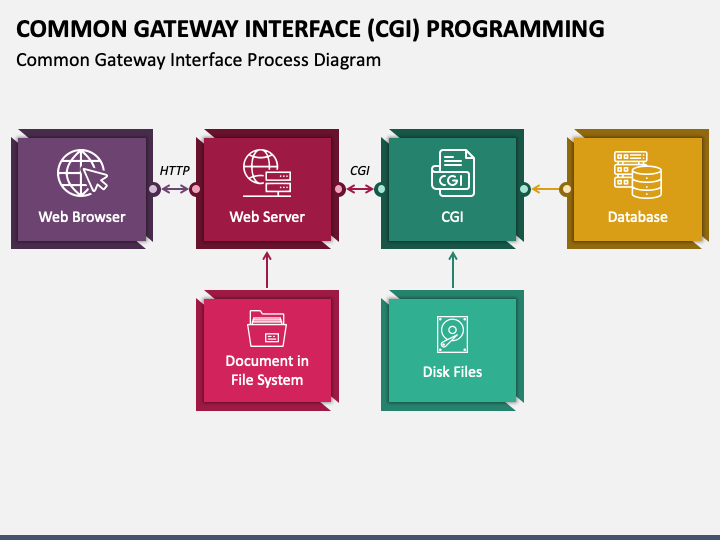 COMMON GATEWAY INTERFACE (CGI) PROGRAMMING
Common Gateway Interface Process Diagram
HTTP
CGI
CGI
Web Browser
Web Server
CGI
Database
Document in
File System
Disk Files